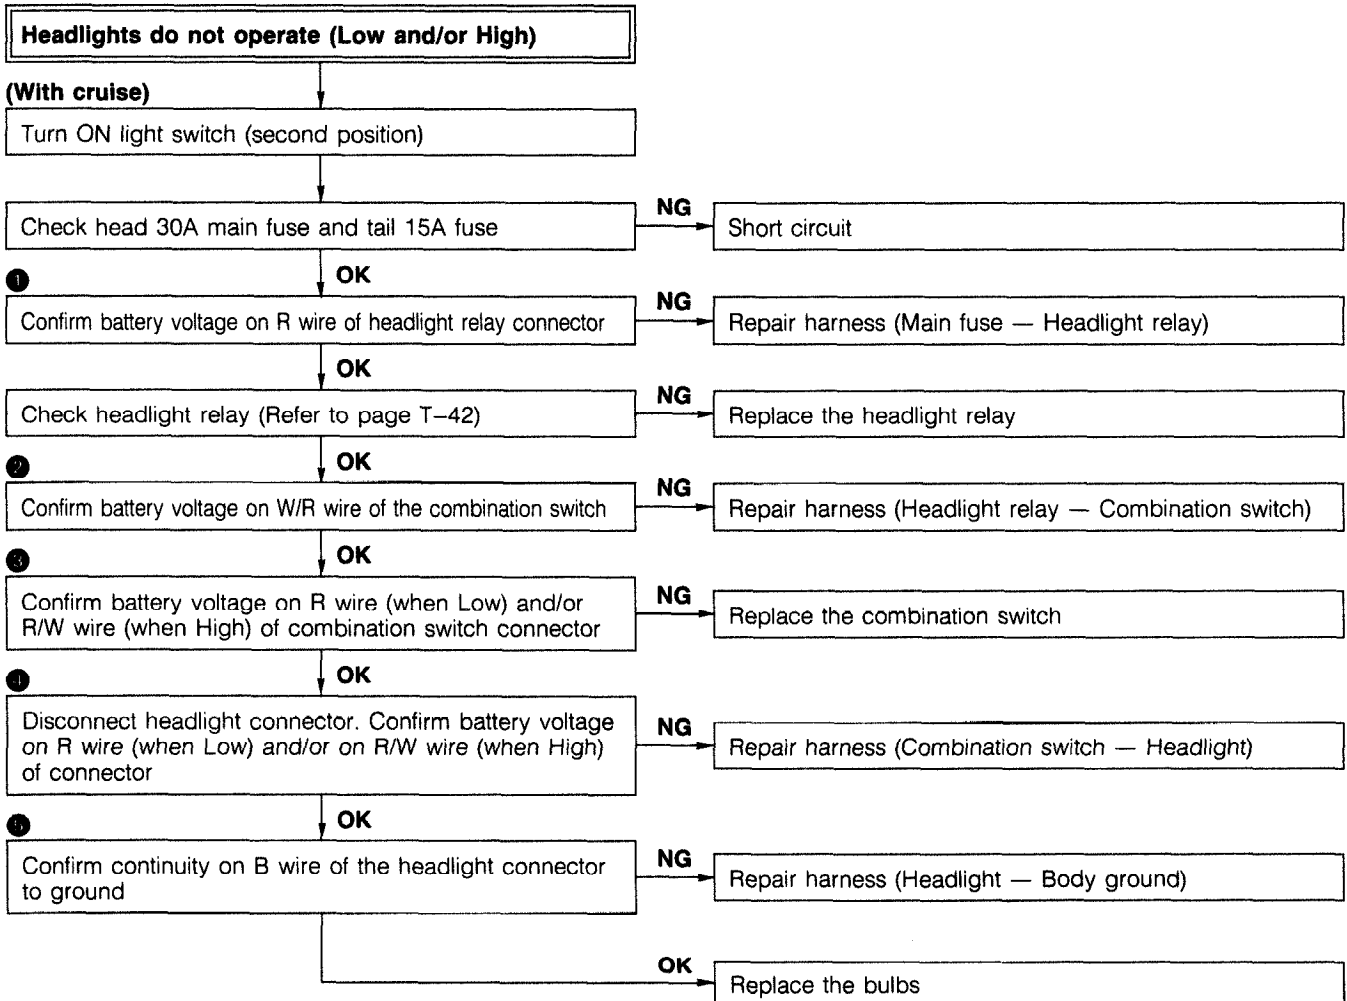 Headlights do not operate (Low and/or High)
(With cruise)
Turn ON light switch (second position)
Check head 30A main fuse and tail 15A fuse
NG
Short circuit
OK
1
Confirm battery voltage on R wire of headlight relay connector
NG
Repair harness (Main fuse — Headlight relay)
OK
Check headlight relay (Refer to page T–42)
NG
Replace the headlight relay
OK
2
Confirm battery voltage on W/R wire of the combination switch
NG
Repair harness (Headlight relay — Combination switch)
OK
3
Confirm battery voltage on R wire (when Low) and/or
R/W wire (when High) of combination switch connector
NG
Replace the combination switch
OK
4
Disconnect headlight connector. Confirm battery voltage
on R wire (when Low) and/or on R/W wire (when High)
of connector
NG
Repair harness (Combination switch — Headlight)
OK
5
Confirm continuity on B wire of the headlight connector
to ground
NG
Repair harness (Headlight — Body ground)
OK
Replace the bulbs